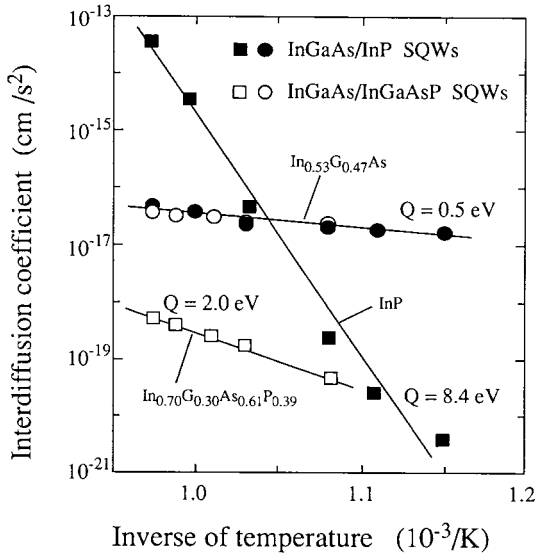 10-13
InGaAs/InP SQWs
InGaAs/InGaAsP SQWs
10-15
In0.53G0.47As
Q = 0.5 eV
10-17
Q = 2.0 eV
InP
10-19
In0.70G0.30As0.61P0.39
Q = 8.4 eV
10-21
1.0
1.1
1.2
Interdiffusion coefficient (cm /s2)
Inverse of temperature (10-3/K)